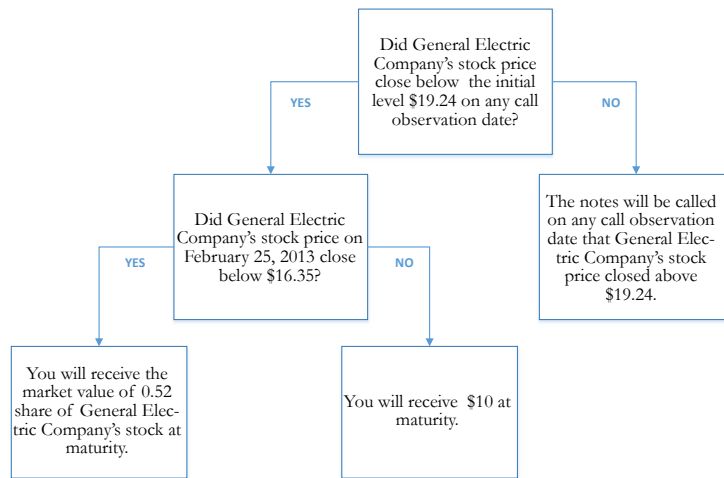 Did General Electric
Company's stock price
close below the initial
level $19.24 on any call
observation date?
YES
NO
Did General Electric
Company's stock price on
February 25, 2013 close
below $16.35?
The notes will be called
on any call observation
date that General Elec-
tric Company's stock
price closed above
$19.24.
YES
NO
You will receive the
market value of 0.52
share of General Elec-
tric Company's stock at
maturity.
You will receive $10 at
maturity.